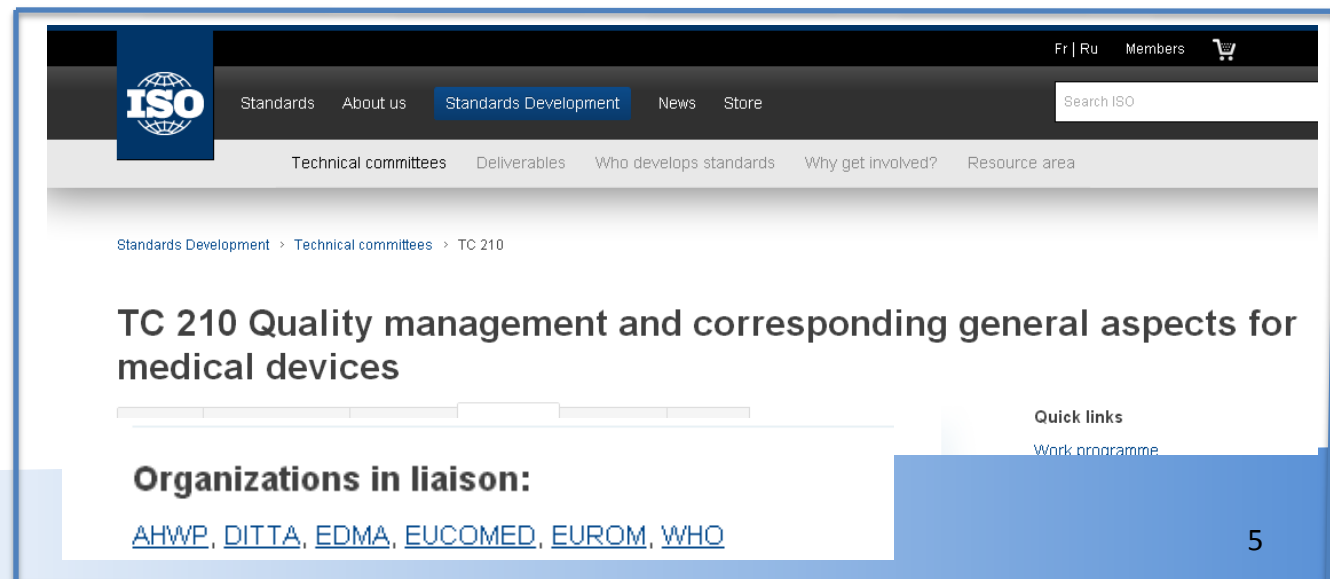 Fr | Ru Members
ISO
Standards About us Standards Development News Store
Search ISO
Technical committees Deliverables Who develops standards Why get involved? Resource area
Standards Development > Technical committees > TC 210
TC 210 Quality management and corresponding general aspects for
medical devices
Quick links
Work programme
Organizations in liaison:
AHWP, DITTA, EDMA, EUCOMED, EUROM, WHO
5